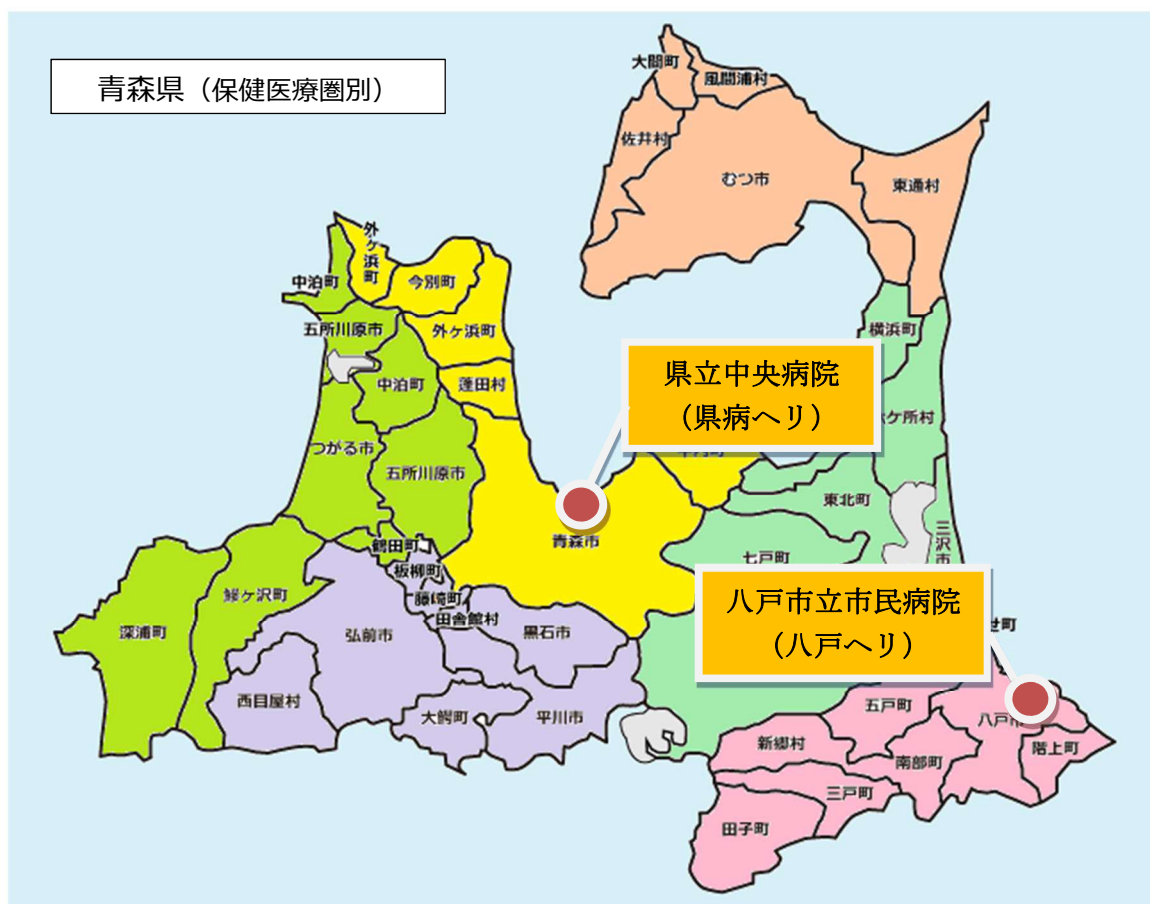 青森県（保健医療圏別）
大間町
風間浦村
佐井村
むつ市
東通村
外ヶ浜町
中泊町
今別町
五所川原市
外ヶ浜町
横浜町
中泊町
蓬田村
県立中央病院
（県病ヘリ）
ケ所村
つがる市
五所川原市
東北町
青森市
三沢市
七戸町
鶴田町
板柳町
藤崎町
田舎館村
鰺ヶ沢町
深浦町
弘前市
黒石市
八戸市立市民病院
（八戸ヘリ）
せ町
西目屋村
大鰐町
平川市
五戸町
八戸市
新郷村
南部町
階上町
三戸町
田子町